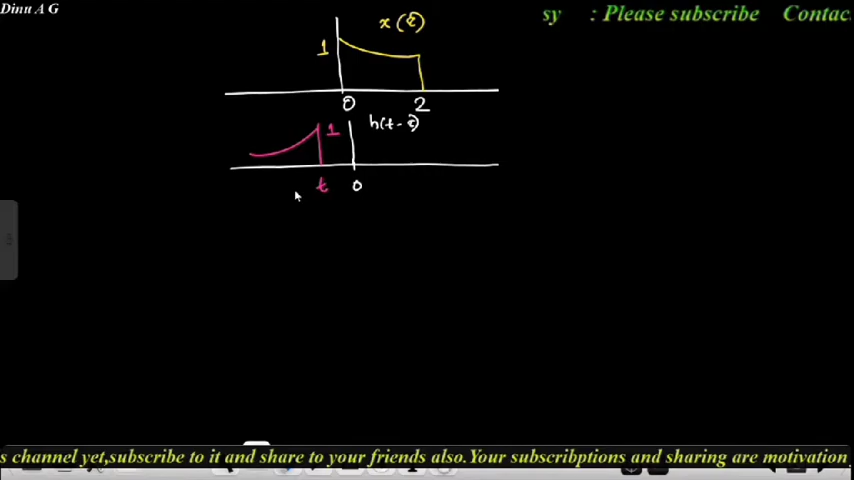 Dinu A G
sy : Please subscribe Contac
x(τ)
1
0 2
h(t-τ)
1
t 0
s channel yet,subscribe to it and share to your friends also.Your subscribptions and sharing are motivation